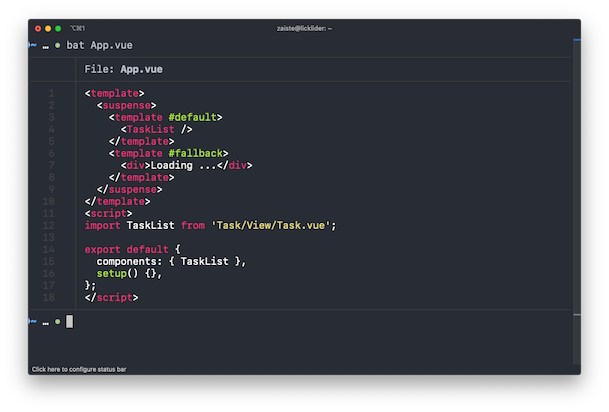 ⌥⌘1
zaiste@licklider: ~
~ … ● bat App.vue
File: App.vue
1 <template>
2   <suspense>
3     <template #default>
4       <TaskList />
5     </template>
6     <template #fallback>
7       <div>Loading ...</div>
8     </template>
9   </suspense>
10 </template>
11 <script>
12 import TaskList from 'Task/View/Task.vue';
13
14 export default {
15   components: { TaskList },
16   setup() {},
17 };
18 </script>
~ … ●
Click here to configure status bar